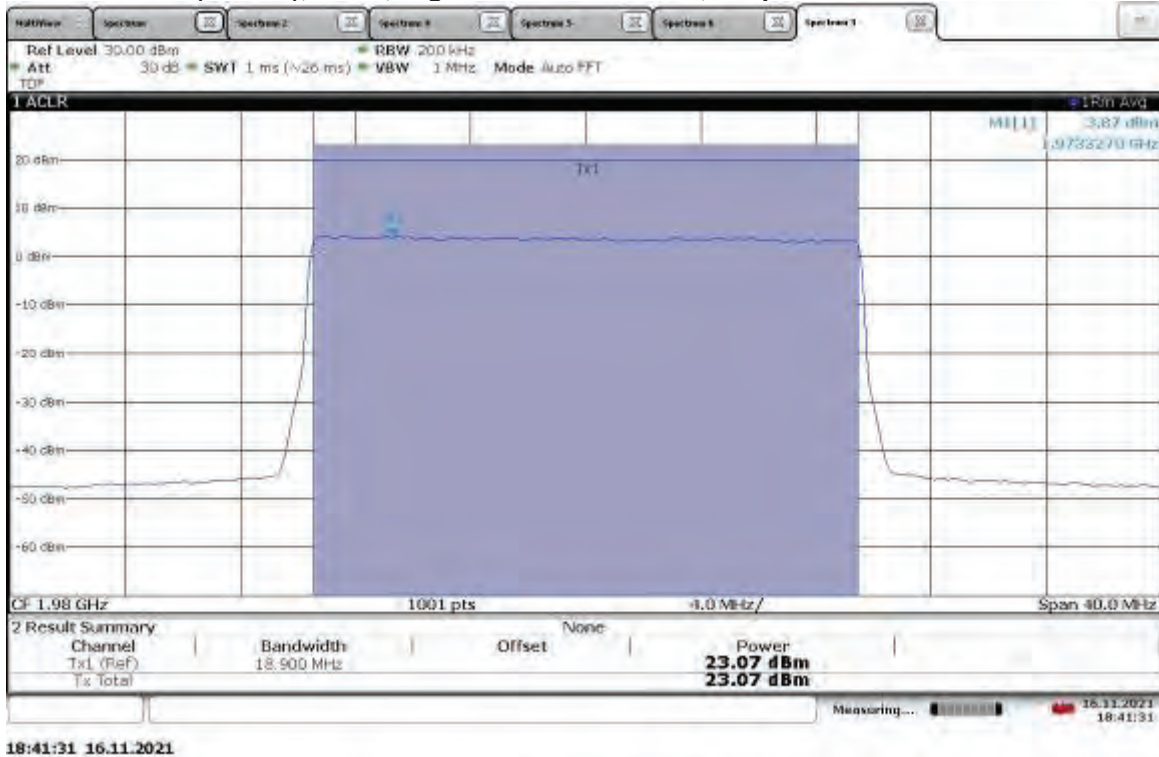 MultiView Spectrum Spectrum 2 Spectrum 4 Spectrum 5 Spectrum 6 Spectrum 3
Ref Level 30.00 dBm RBW 200 kHz
Att 30 dB SWT 1 ms (~26 ms) VBW 1 MHz Mode Auto FFT
TDF
1 ACLR 1Rm Avg
M1[1] 3.87 dBm
1.9733270 GHz
20 dBm
Tx1
10 dBm
0 dBm
-10 dBm
-20 dBm
-30 dBm
-40 dBm
-50 dBm
-60 dBm
CF 1.98 GHz 1001 pts 4.0 MHz/ Span 40.0 MHz
2 Result Summary None
Channel Bandwidth Offset Power
Tx1 (Ref) 18.900 MHz 23.07 dBm
Tx Total 23.07 dBm
Measuring... 16.11.2021
18:41:31
18:41:31 16.11.2021